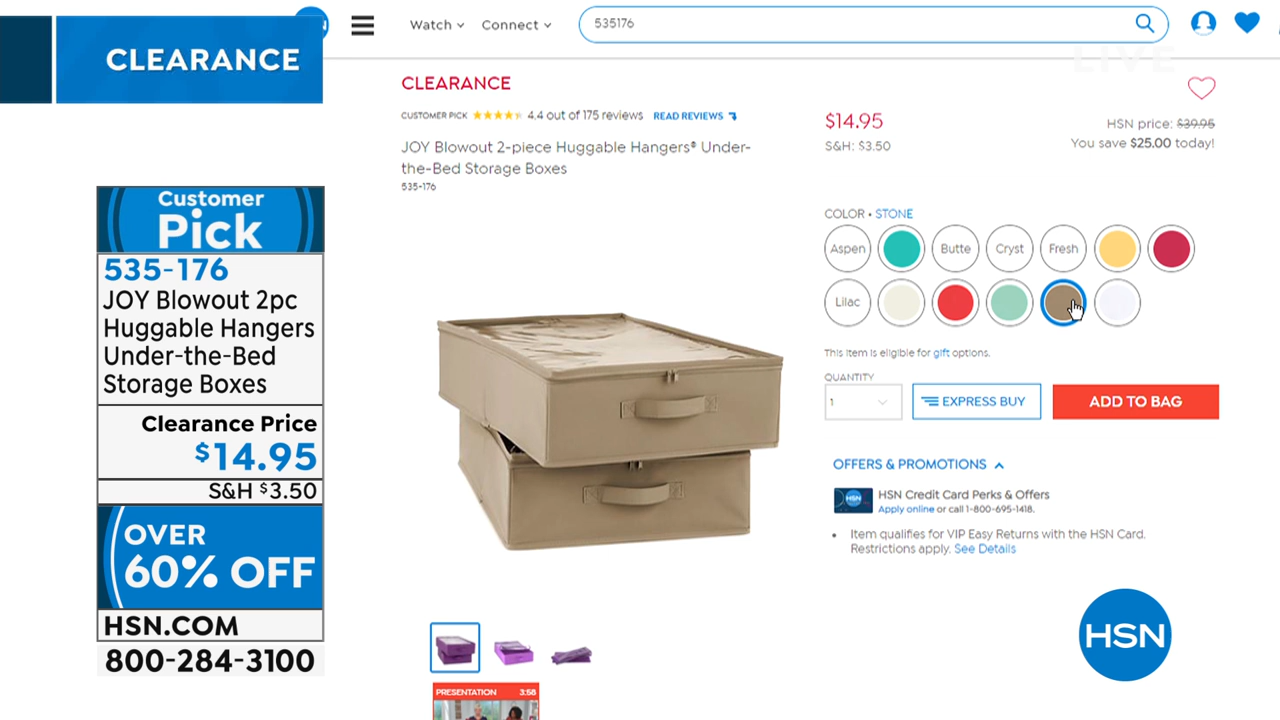 CLEARANCE
Watch
Connect
535176
LIVE
CLEARANCE
CUSTOMER PICK 4.4 out of 175 reviews READ REVIEWS
JOY Blowout 2-piece Huggable Hangers® Under-
the-Bed Storage Boxes
535-176
$14.95
S&H: $3.50
HSN price: $39.95
You save $25.00 today!
COLOR • STONE
Aspen
Butte
Cryst
Fresh
Lilac
This item is eligible for gift options.
QUANTITY
1
EXPRESS BUY
ADD TO BAG
OFFERS & PROMOTIONS
HSN
HSN Credit Card Perks & Offers
Apply online or call 1-800-695-1418.
• Item qualifies for VIP Easy Returns with the HSN Card.
Restrictions apply. See Details
PRESENTATION 3:58
Customer
Pick
535-176
JOY Blowout 2pc
Huggable Hangers
Under-the-Bed
Storage Boxes
Clearance Price
$14.95
S&H $3.50
OVER
60% OFF
HSN.COM
800-284-3100
HSN